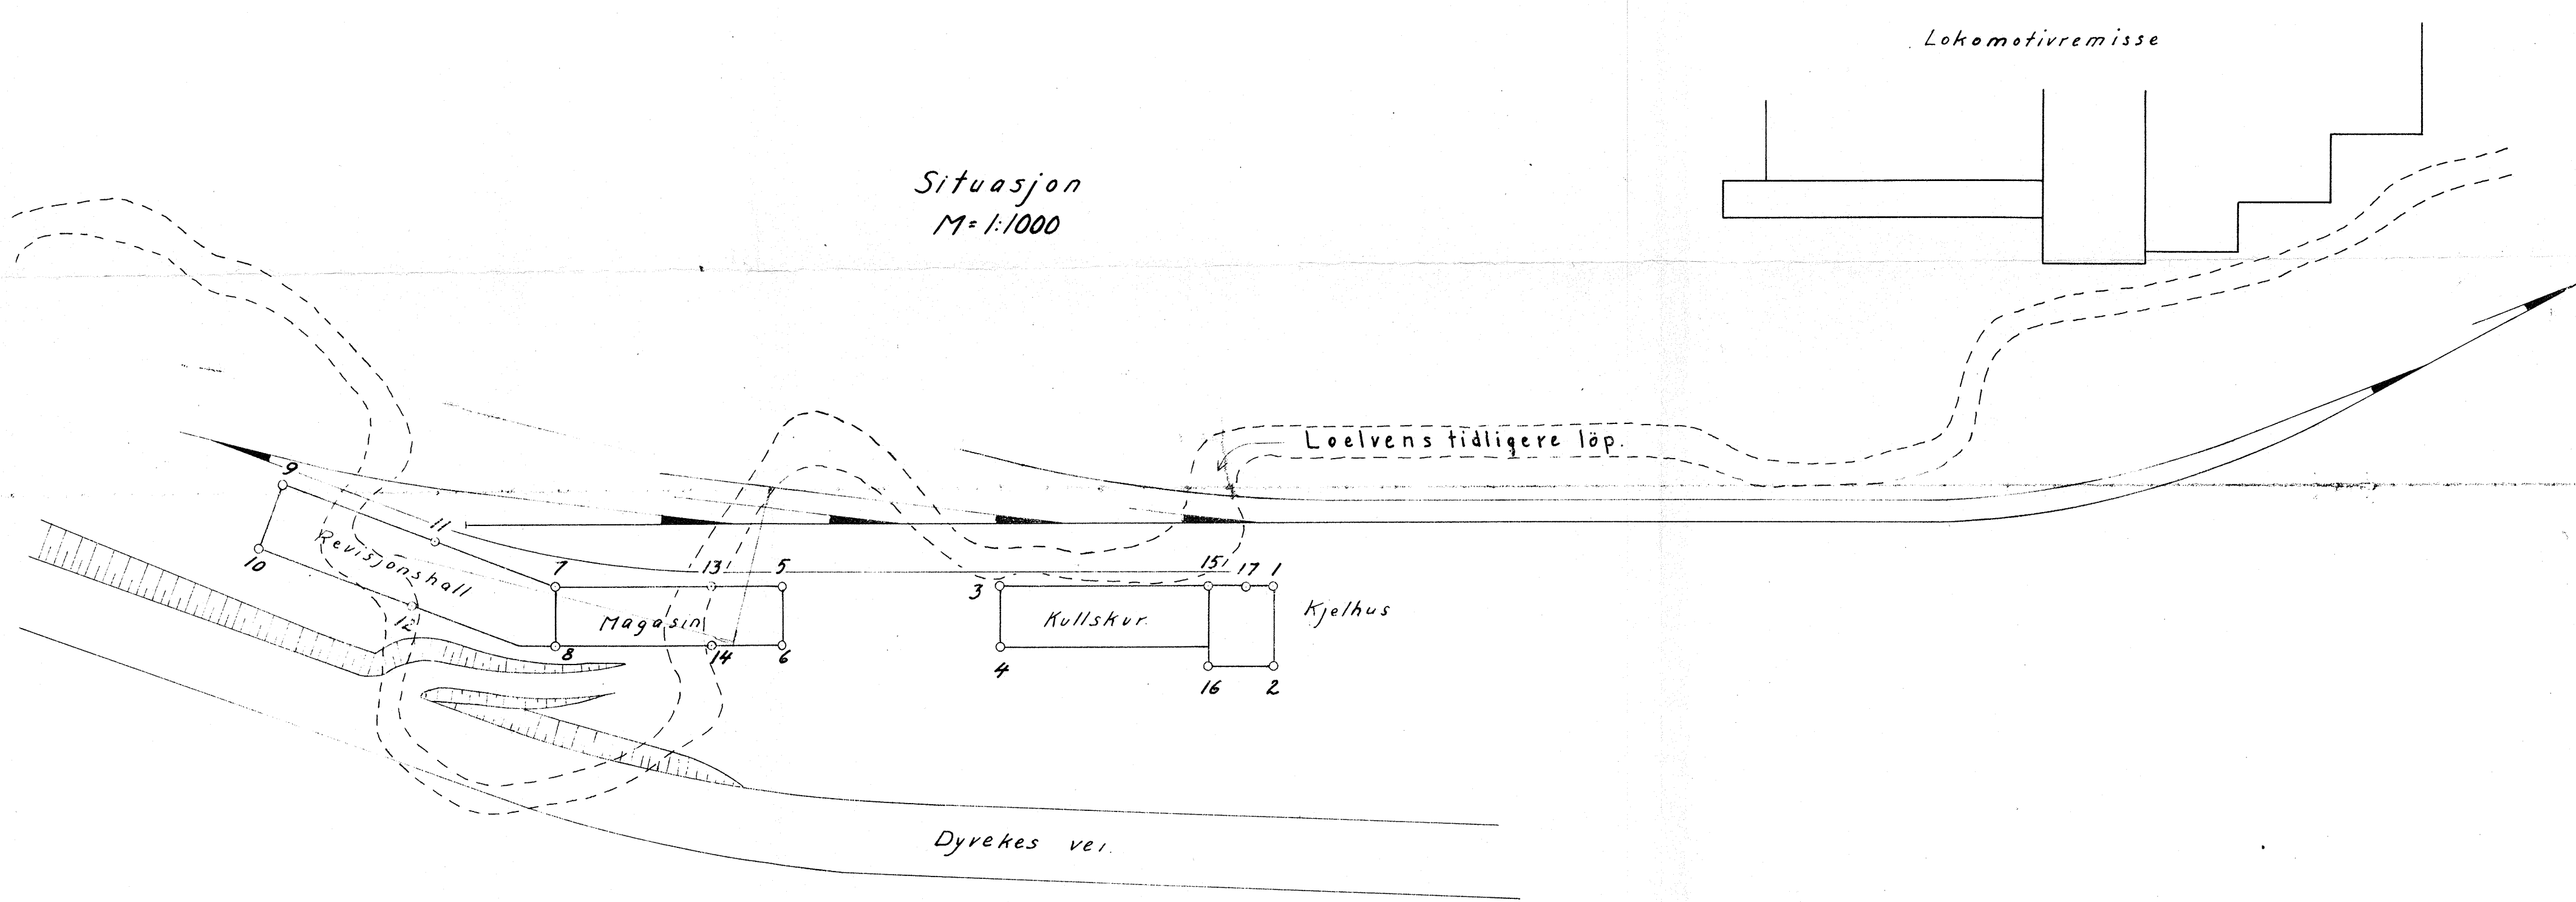 Lokomotivremisse
Situasjon
M = 1:1000
Loelvens tidligere löp.
9
11
10
Revisjonshall
12
7
13
5
Magasin
8
14
6
3
15
17
1
Kullskur.
Kjelhus
4
16
2
Dyvekes vei.